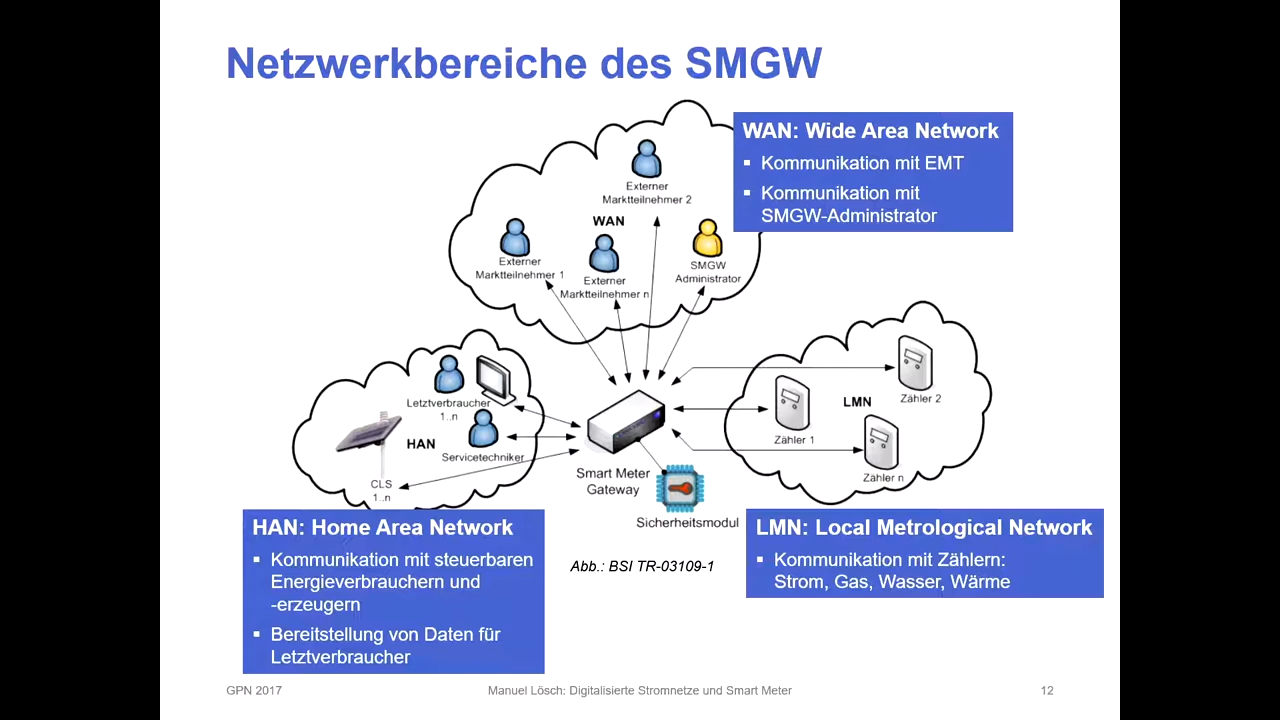 Netzwerkbereiche des SMGW
WAN: Wide Area Network
▪ Kommunikation mit EMT
▪ Kommunikation mit
SMGW-Administrator
Externer
Marktteilnehmer 2
WAN
Externer
Marktteilnehmer 1
Externer
Marktteilnehmer n
SMGW
Administrator
Letztverbraucher
1..n
HAN
Servicetechniker
CLS
1..n
Smart Meter
Gateway
Sicherheitsmodul
LMN
Zähler 2
Zähler 1
Zähler n
HAN: Home Area Network
▪ Kommunikation mit steuerbaren
Energieverbrauchern und
-erzeugern
▪ Bereitstellung von Daten für
Letztverbraucher
Abb.: BSI TR-03109-1
LMN: Local Metrological Network
▪ Kommunikation mit Zählern:
Strom, Gas, Wasser, Wärme
GPN 2017
Manuel Lösch: Digitalisierte Stromnetze und Smart Meter
12